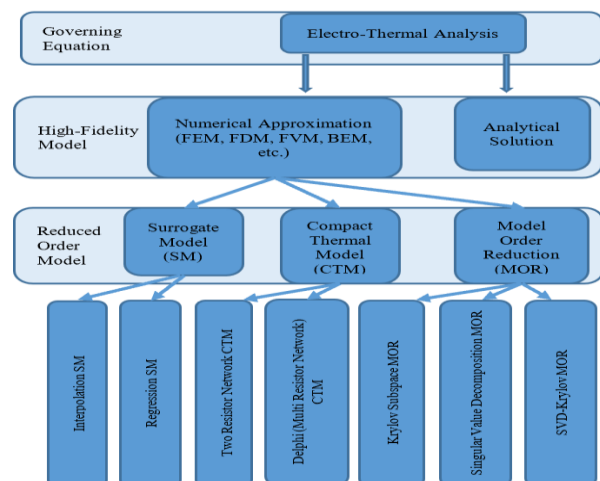 Governing
Equation
Electro-Thermal Analysis
High-Fidelity
Model
Numerical Approximation
(FEM, FDM, FVM, BEM,
etc.)
Analytical
Solution
Reduced
Order
Model
Surrogate
Model
(SM)
Compact
Thermal
Model
(CTM)
Model
Order
Reduction
(MOR)
Interpolation SM
Regression SM
Two Resistor Network CTM
Delphi (Multi Resistor Network)
CTM
Krylov Subspace MOR
Singular Value Decomposition MOR
SVD-Krylov MOR